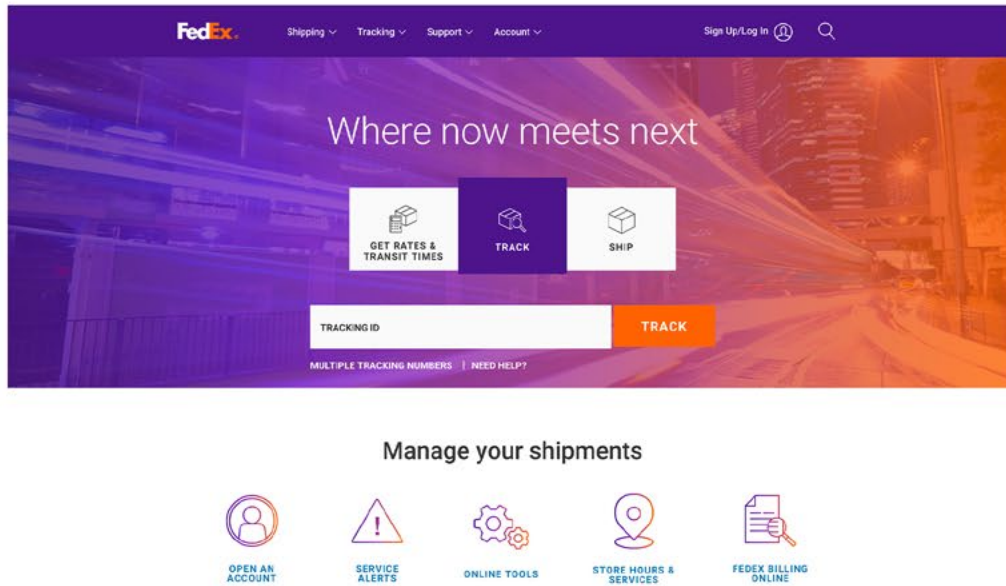 FedEx.
Shipping Tracking Support Account Sign Up/Log In
Where now meets next
GET RATES &
TRANSIT TIMES
TRACK
SHIP
TRACKING ID
TRACK
MULTIPLE TRACKING NUMBERS | NEED HELP?
Manage your shipments
OPEN AN
ACCOUNT
SERVICE
ALERTS
ONLINE TOOLS
STORE HOURS &
SERVICES
FEDEX BILLING
ONLINE